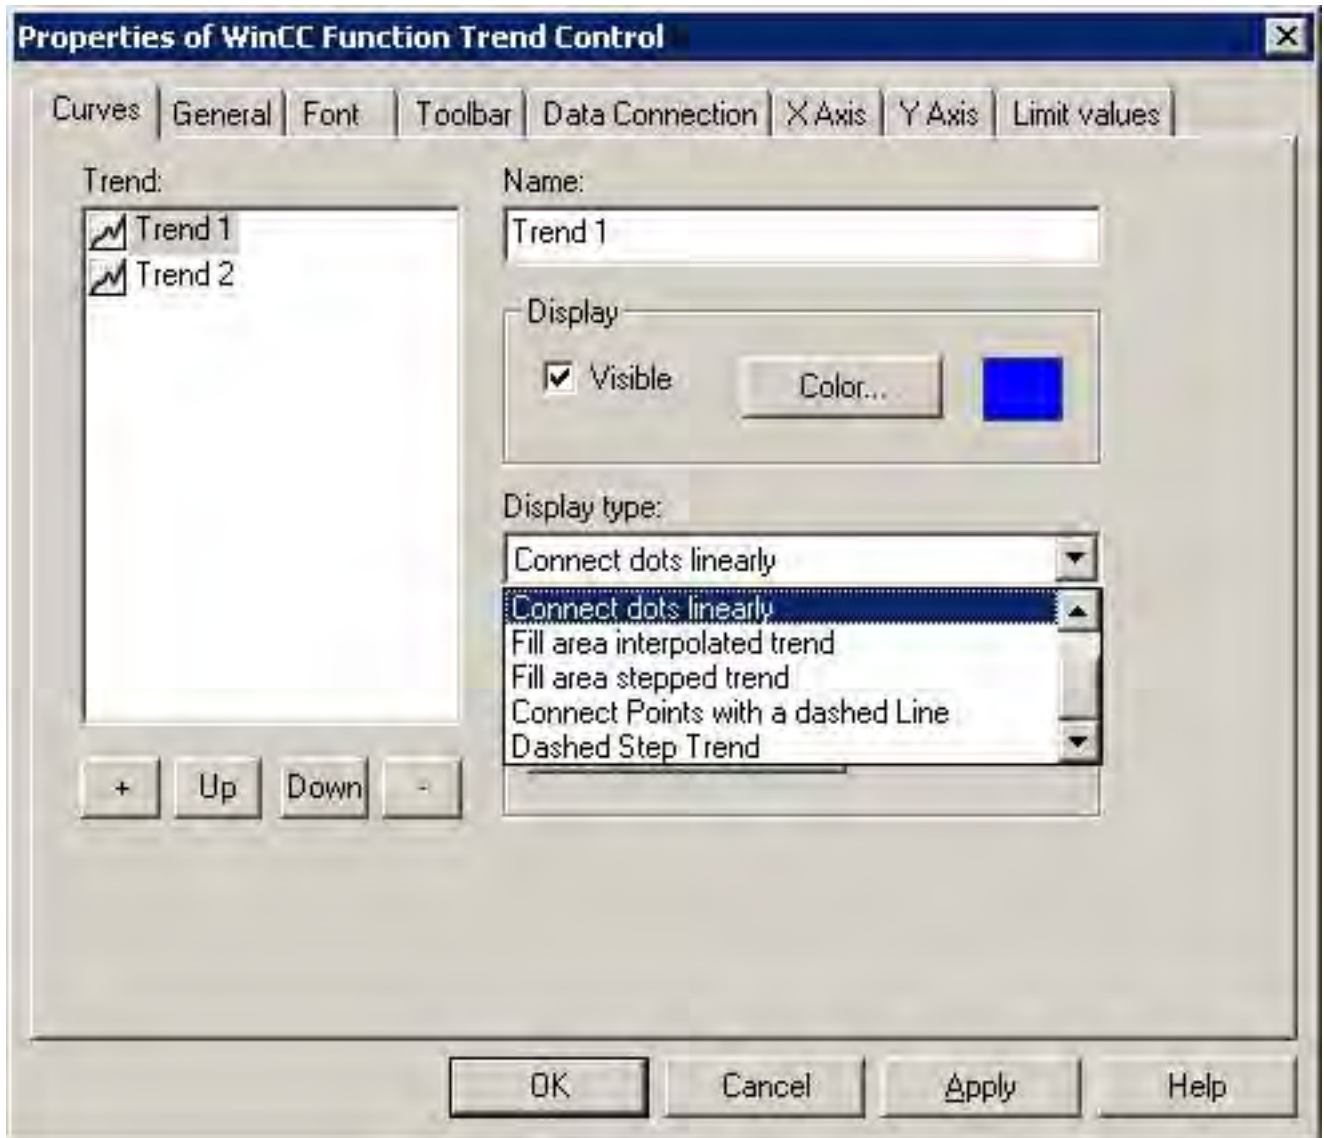 Properties of WinCC Function Trend Control
Curves
General
Font
Toolbar
Data Connection
X Axis
Y Axis
Limit values
Trend:
Trend 1
Trend 2
+
Up
Down
-
Name:
Trend 1
Display
Visible
Color...
Display type:
Connect dots linearly
Connect dots linearly
Fill area interpolated trend
Fill area stepped trend
Connect Points with a dashed Line
Dashed Step Trend
OK
Cancel
Apply
Help